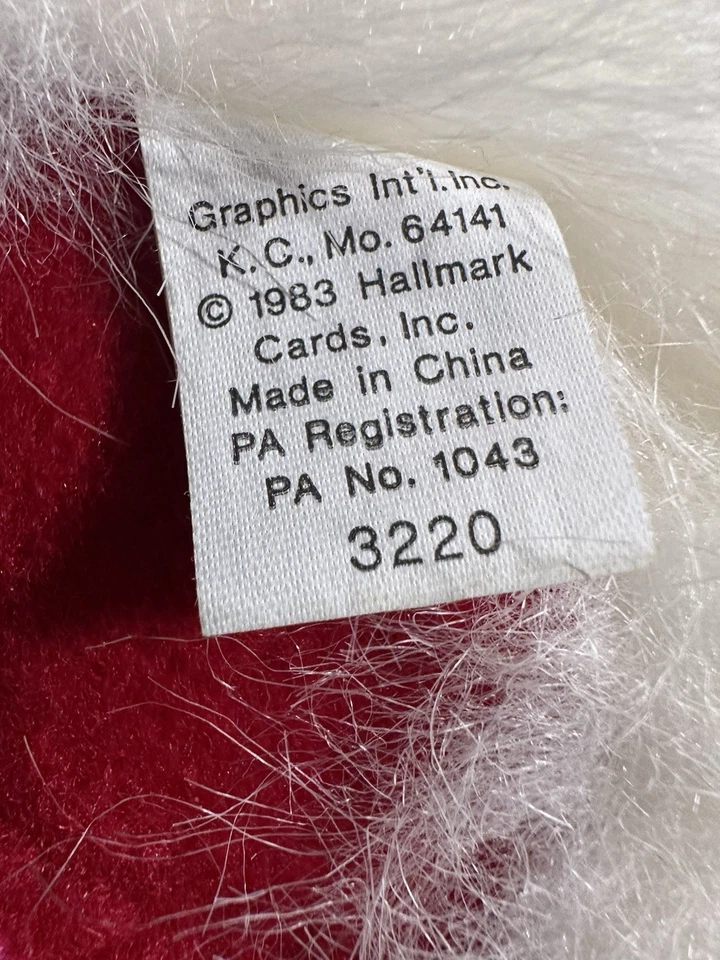 Graphics Int'l. Inc.
K.C., Mo. 64141
© 1983 Hallmark
Cards, Inc.
Made in China
PA Registration:
PA No. 1043
3220